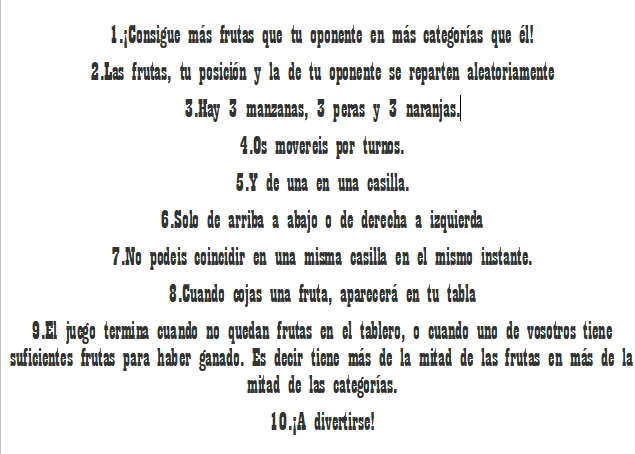 1.¡Consigue más frutas que tu oponente en más categorías que él!
2.Las frutas, tu posición y la de tu oponente se reparten aleatoriamente
3.Hay 3 manzanas, 3 peras y 3 naranjas.
4.Os movereis por turnos.
5.Y de una en una casilla.
6.Solo de arriba a abajo o de derecha a izquierda
7.No podeis coincidir en una misma casilla en el mismo instante.
8.Cuando cojas una fruta, aparecerá en tu tabla
9.El juego termina cuando no quedan frutas en el tablero, o cuando uno de vosotros tiene
suficientes frutas para haber ganado. Es decir tiene más de la mitad de las frutas en más de la
mitad de las categorías.
10.¡A divertirse!